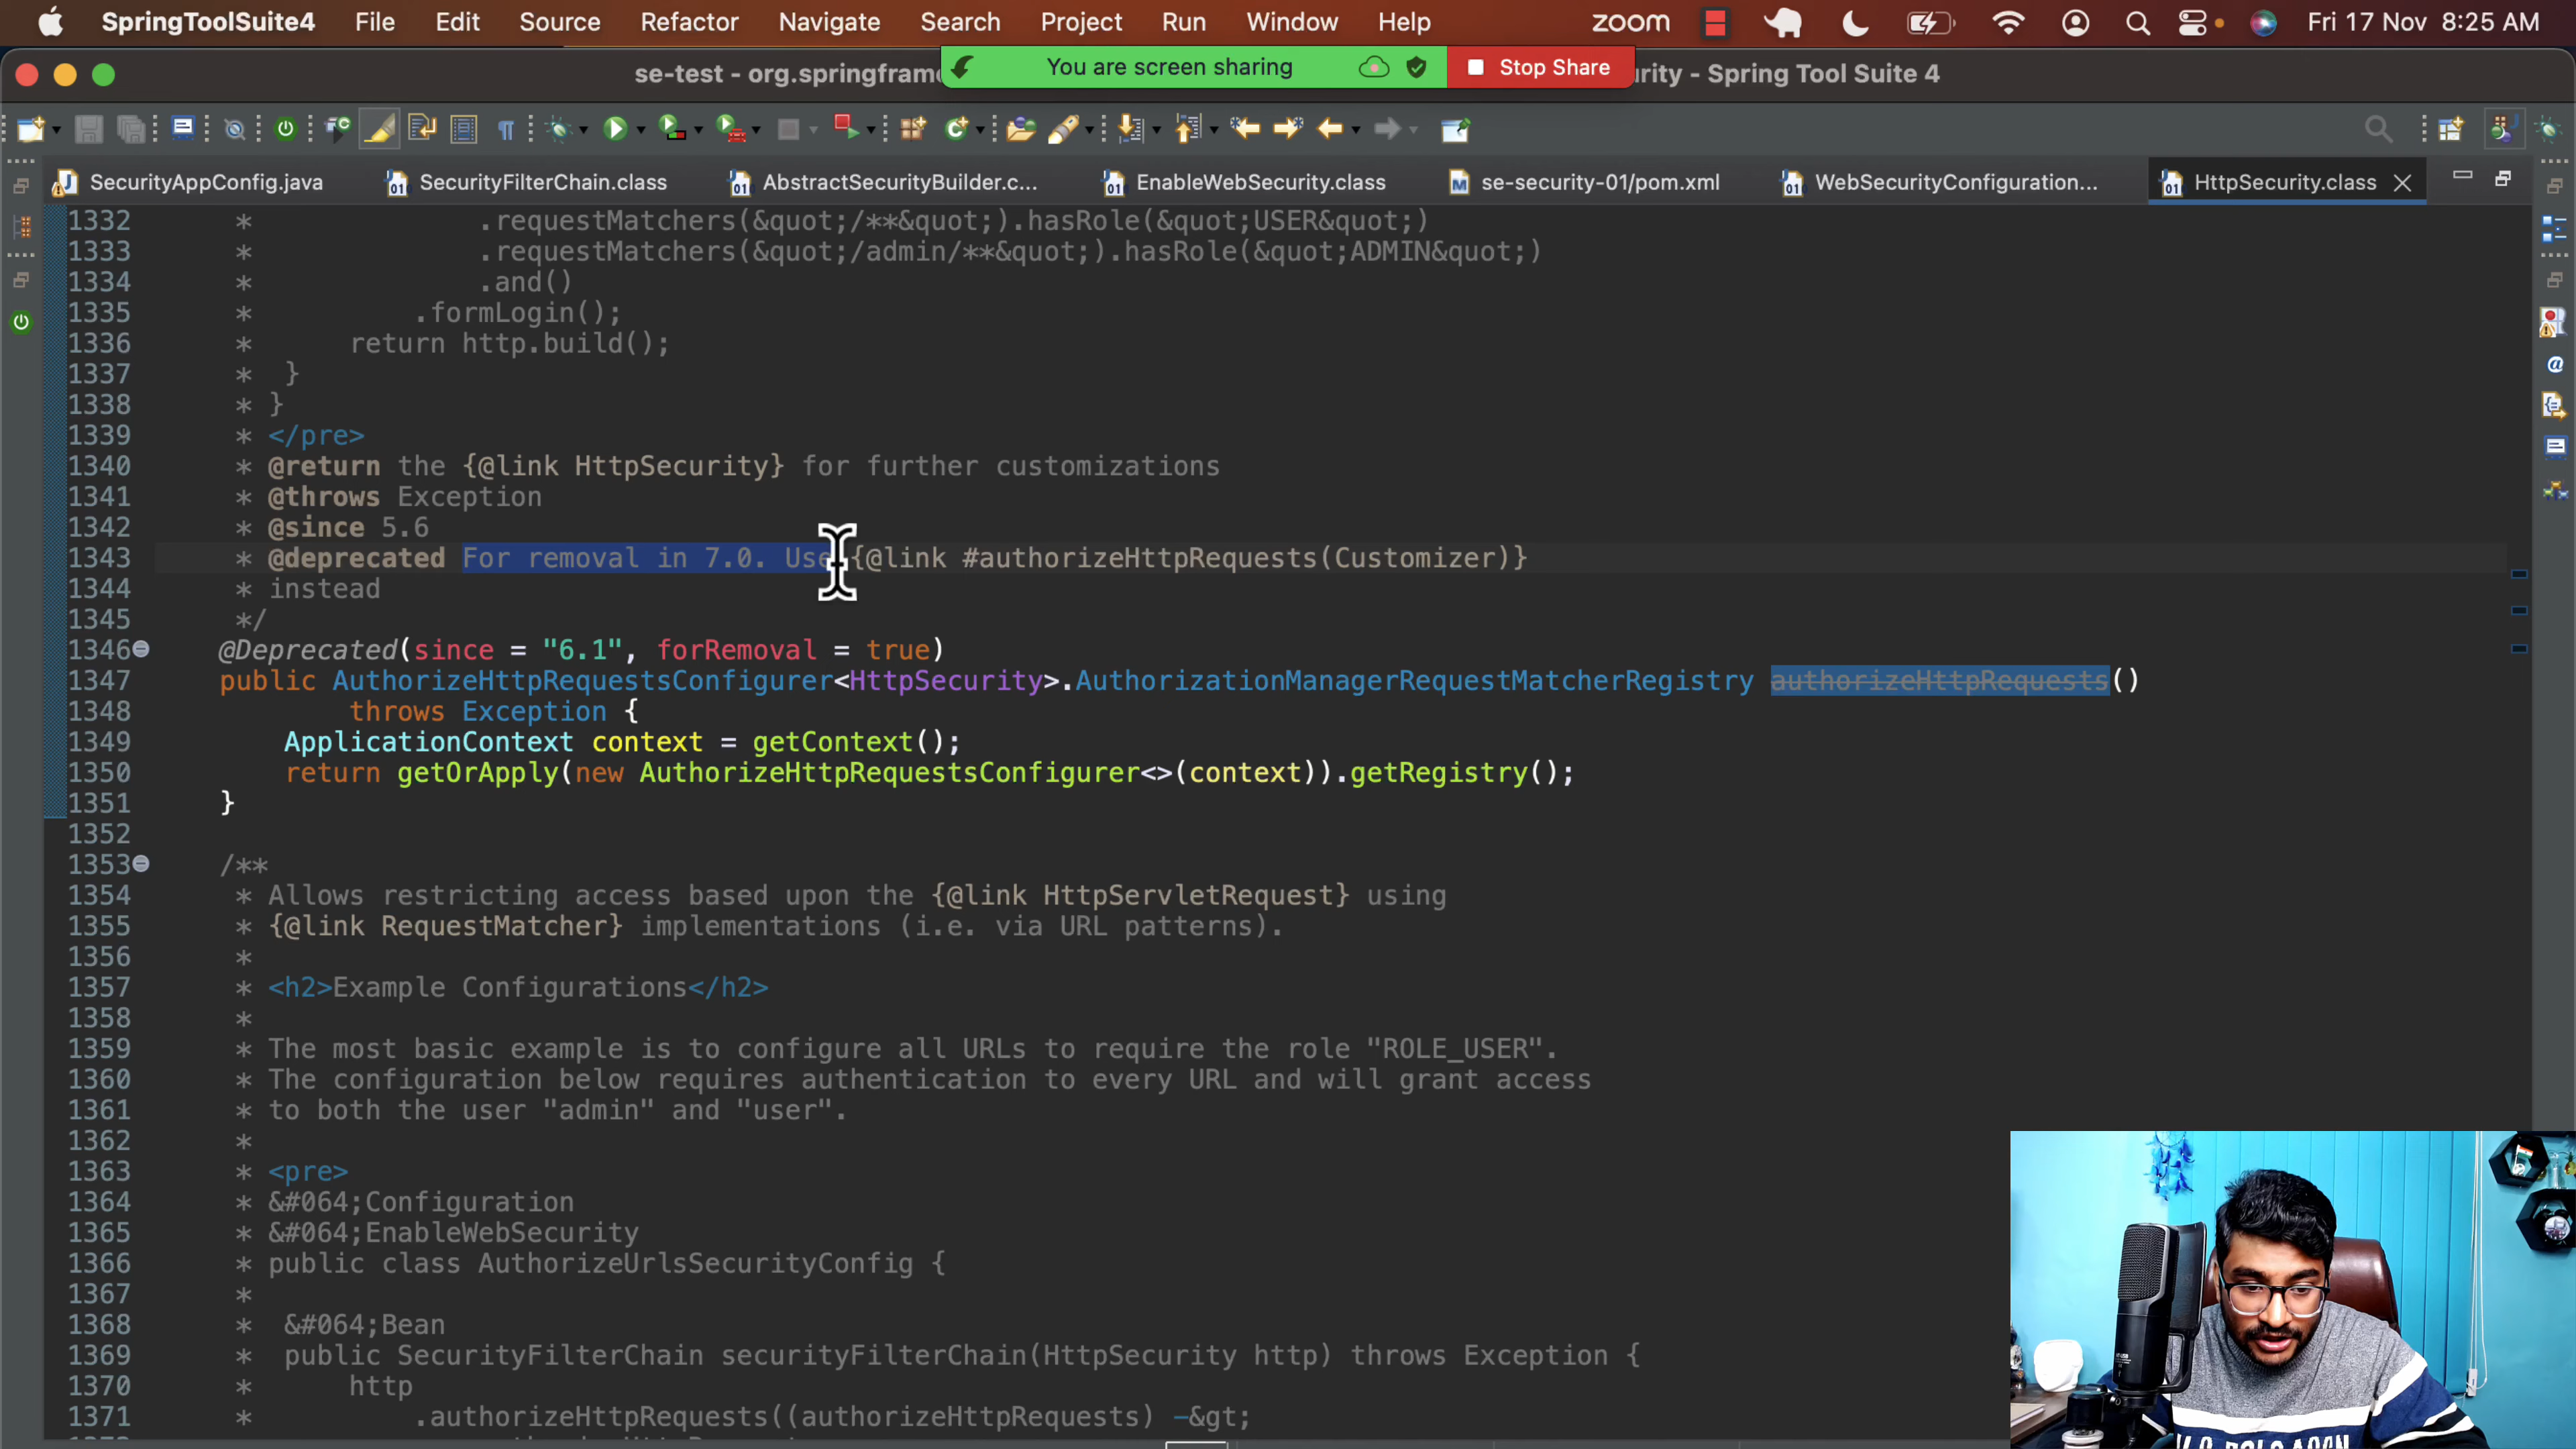 SpringToolSuite4 File Edit Source Refactor Navigate Search Project Run Window Help zoom Fri 17 Nov 8:25 AM
You are screen sharing Stop Share
se-test - org.springframe urity - Spring Tool Suite 4
SecurityAppConfig.java SecurityFilterChain.class AbstractSecurityBuilder.c... EnableWebSecurity.class se-security-01/pom.xml WebSecurityConfiguration... HttpSecurity.class
1332 * .requestMatchers(&quot;/**&quot;).hasRole(&quot;USER&quot;)
1333 * .requestMatchers(&quot;/admin/**&quot;).hasRole(&quot;ADMIN&quot;)
1334 * .and()
1335 * .formLogin();
1336 * return http.build();
1337 * }
1338 * }
1339 * </pre>
1340 * @return the {@link HttpSecurity} for further customizations
1341 * @throws Exception
1342 * @since 5.6
1343 * @deprecated For removal in 7.0. Use {@link #authorizeHttpRequests(Customizer)}
1344 * instead
1345 */
1346 @Deprecated(since = "6.1", forRemoval = true)
1347 public AuthorizeHttpRequestsConfigurer<HttpSecurity>.AuthorizationManagerRequestMatcherRegistry authorizeHttpRequests()
1348 throws Exception {
1349 ApplicationContext context = getContext();
1350 return getOrApply(new AuthorizeHttpRequestsConfigurer<>(context)).getRegistry();
1351 }
1352
1353 /**
1354 * Allows restricting access based upon the {@link HttpServletRequest} using
1355 * {@link RequestMatcher} implementations (i.e. via URL patterns).
1356 *
1357 * <h2>Example Configurations</h2>
1358 *
1359 * The most basic example is to configure all URLs to require the role "ROLE_USER".
1360 * The configuration below requires authentication to every URL and will grant access
1361 * to both the user "admin" and "user".
1362 *
1363 * <pre>
1364 * &#064;Configuration
1365 * &#064;EnableWebSecurity
1366 * public class AuthorizeUrlsSecurityConfig {
1367 *
1368 * &#064;Bean
1369 * public SecurityFilterChain securityFilterChain(HttpSecurity http) throws Exception {
1370 * http
1371 * .authorizeHttpRequests((authorizeHttpRequests) -&gt;